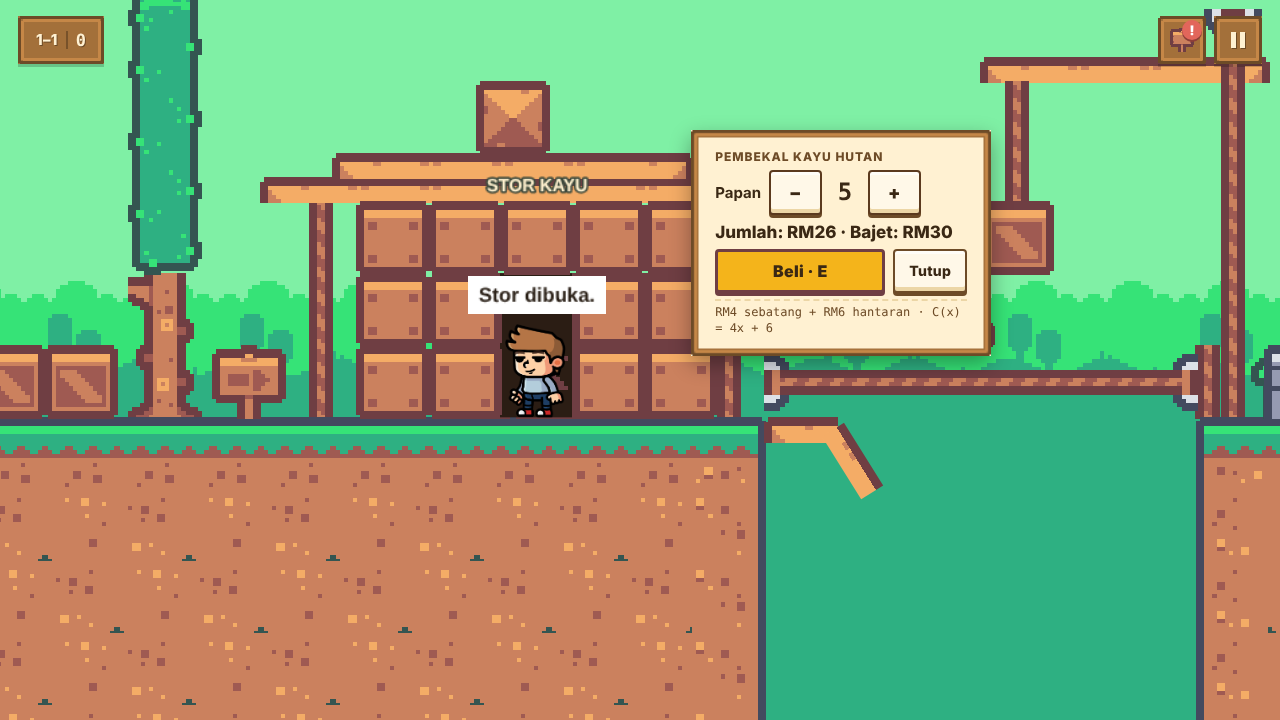 1–1 | 0
!
PEMBEKAL KAYU HUTAN
Papan − 5 +
STOR KAYU
Jumlah: RM26 · Bajet: RM30
Beli · E
Tutup
Stor dibuka.
RM4 sebatang + RM6 hantaran · C(x)
= 4x + 6